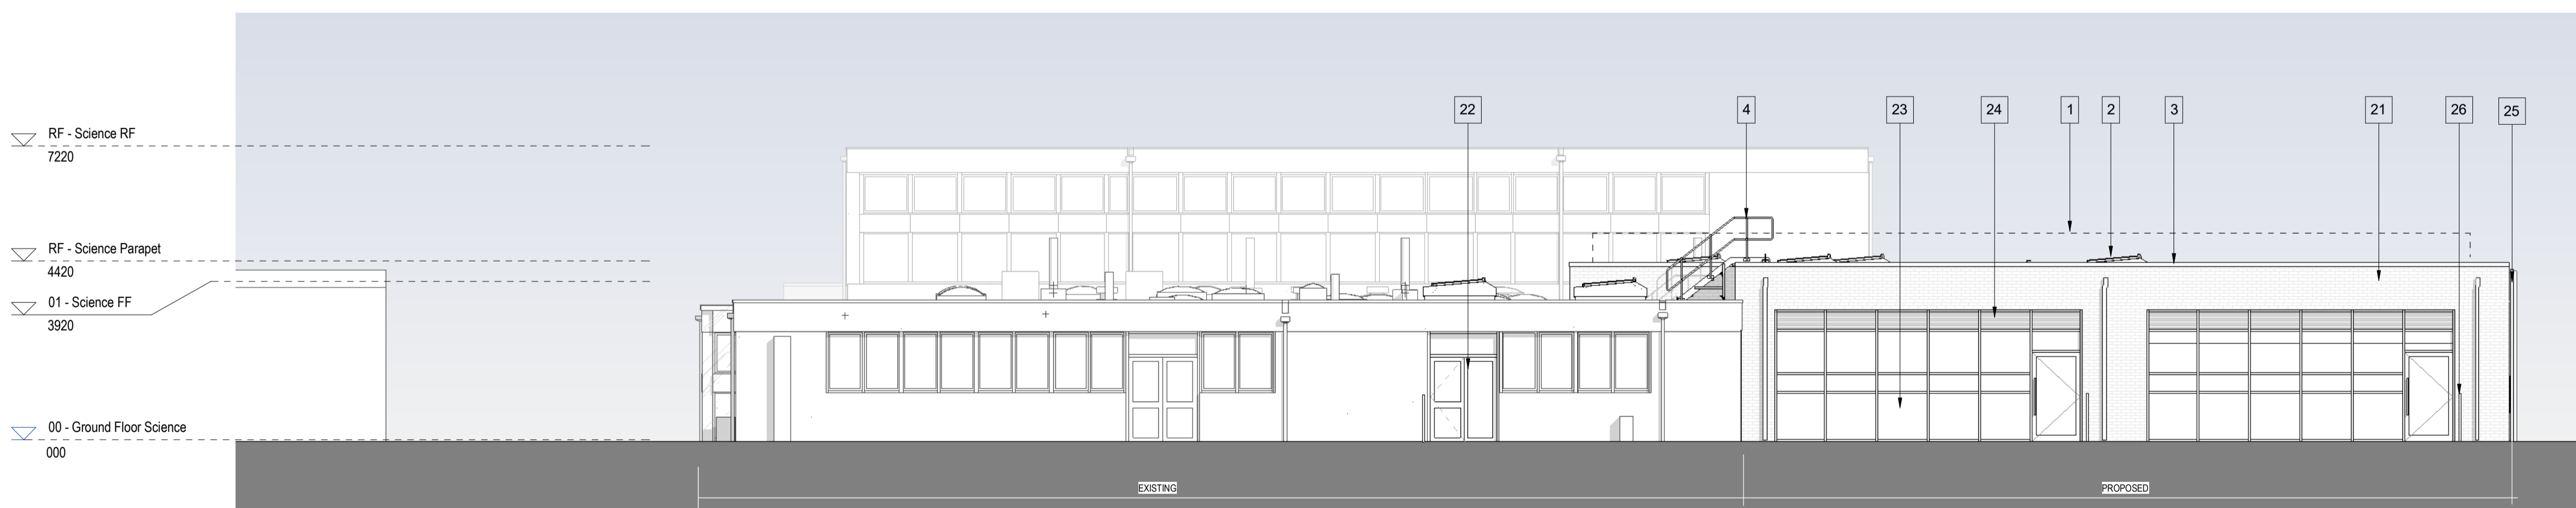 22
4
23
24
1
2
3
21
26
25
RF - Science RF
7220
RF - Science Parapet
4420
01 - Science FF
3920
00 - Ground Floor Science
000
EXISTING
PROPOSED